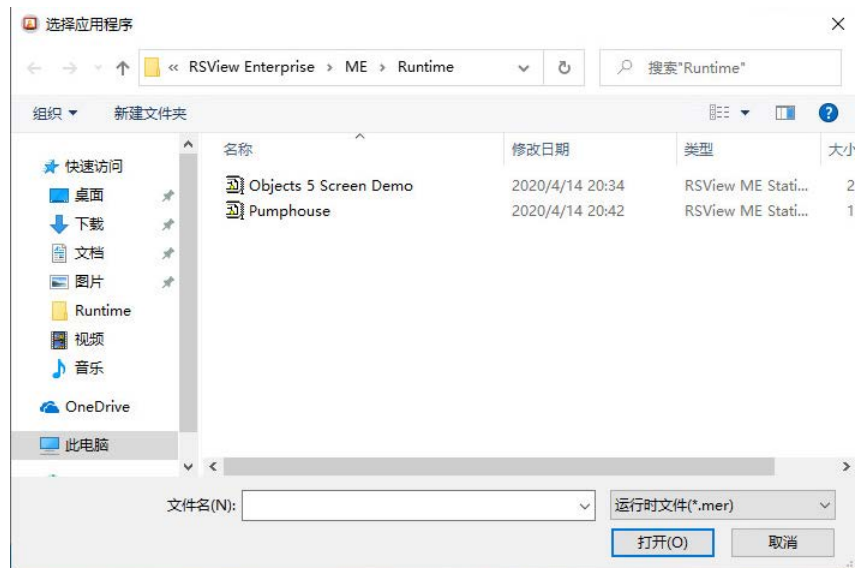 选择应用程序
« RSView Enterprise › ME › Runtime
搜索"Runtime"
组织 新建文件夹
名称 修改日期 类型 大小
快速访问
桌面
下载
文档
图片
Runtime
视频
音乐
OneDrive
此电脑
Objects 5 Screen Demo 2020/4/14 20:34 RSView ME Stati... 2
Pumphouse 2020/4/14 20:42 RSView ME Stati... 1
文件名(N): 运行时文件(*.mer)
打开(O) 取消